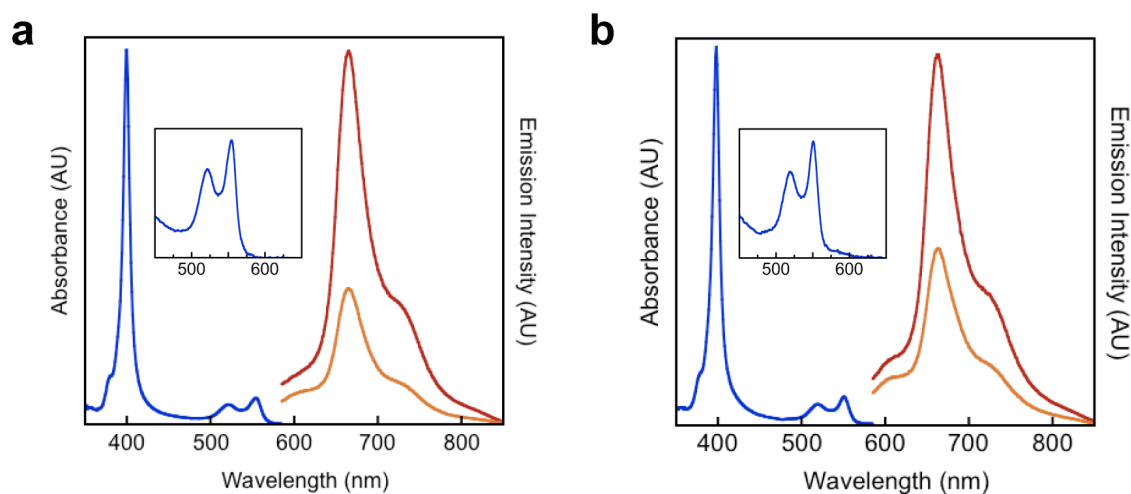 a
Absorbance (AU)
500 600
400 500 600 700 800
Wavelength (nm)
Emission Intensity (AU)
b
Absorbance (AU)
500 600
400 500 600 700 800
Wavelength (nm)
Emission Intensity (AU)